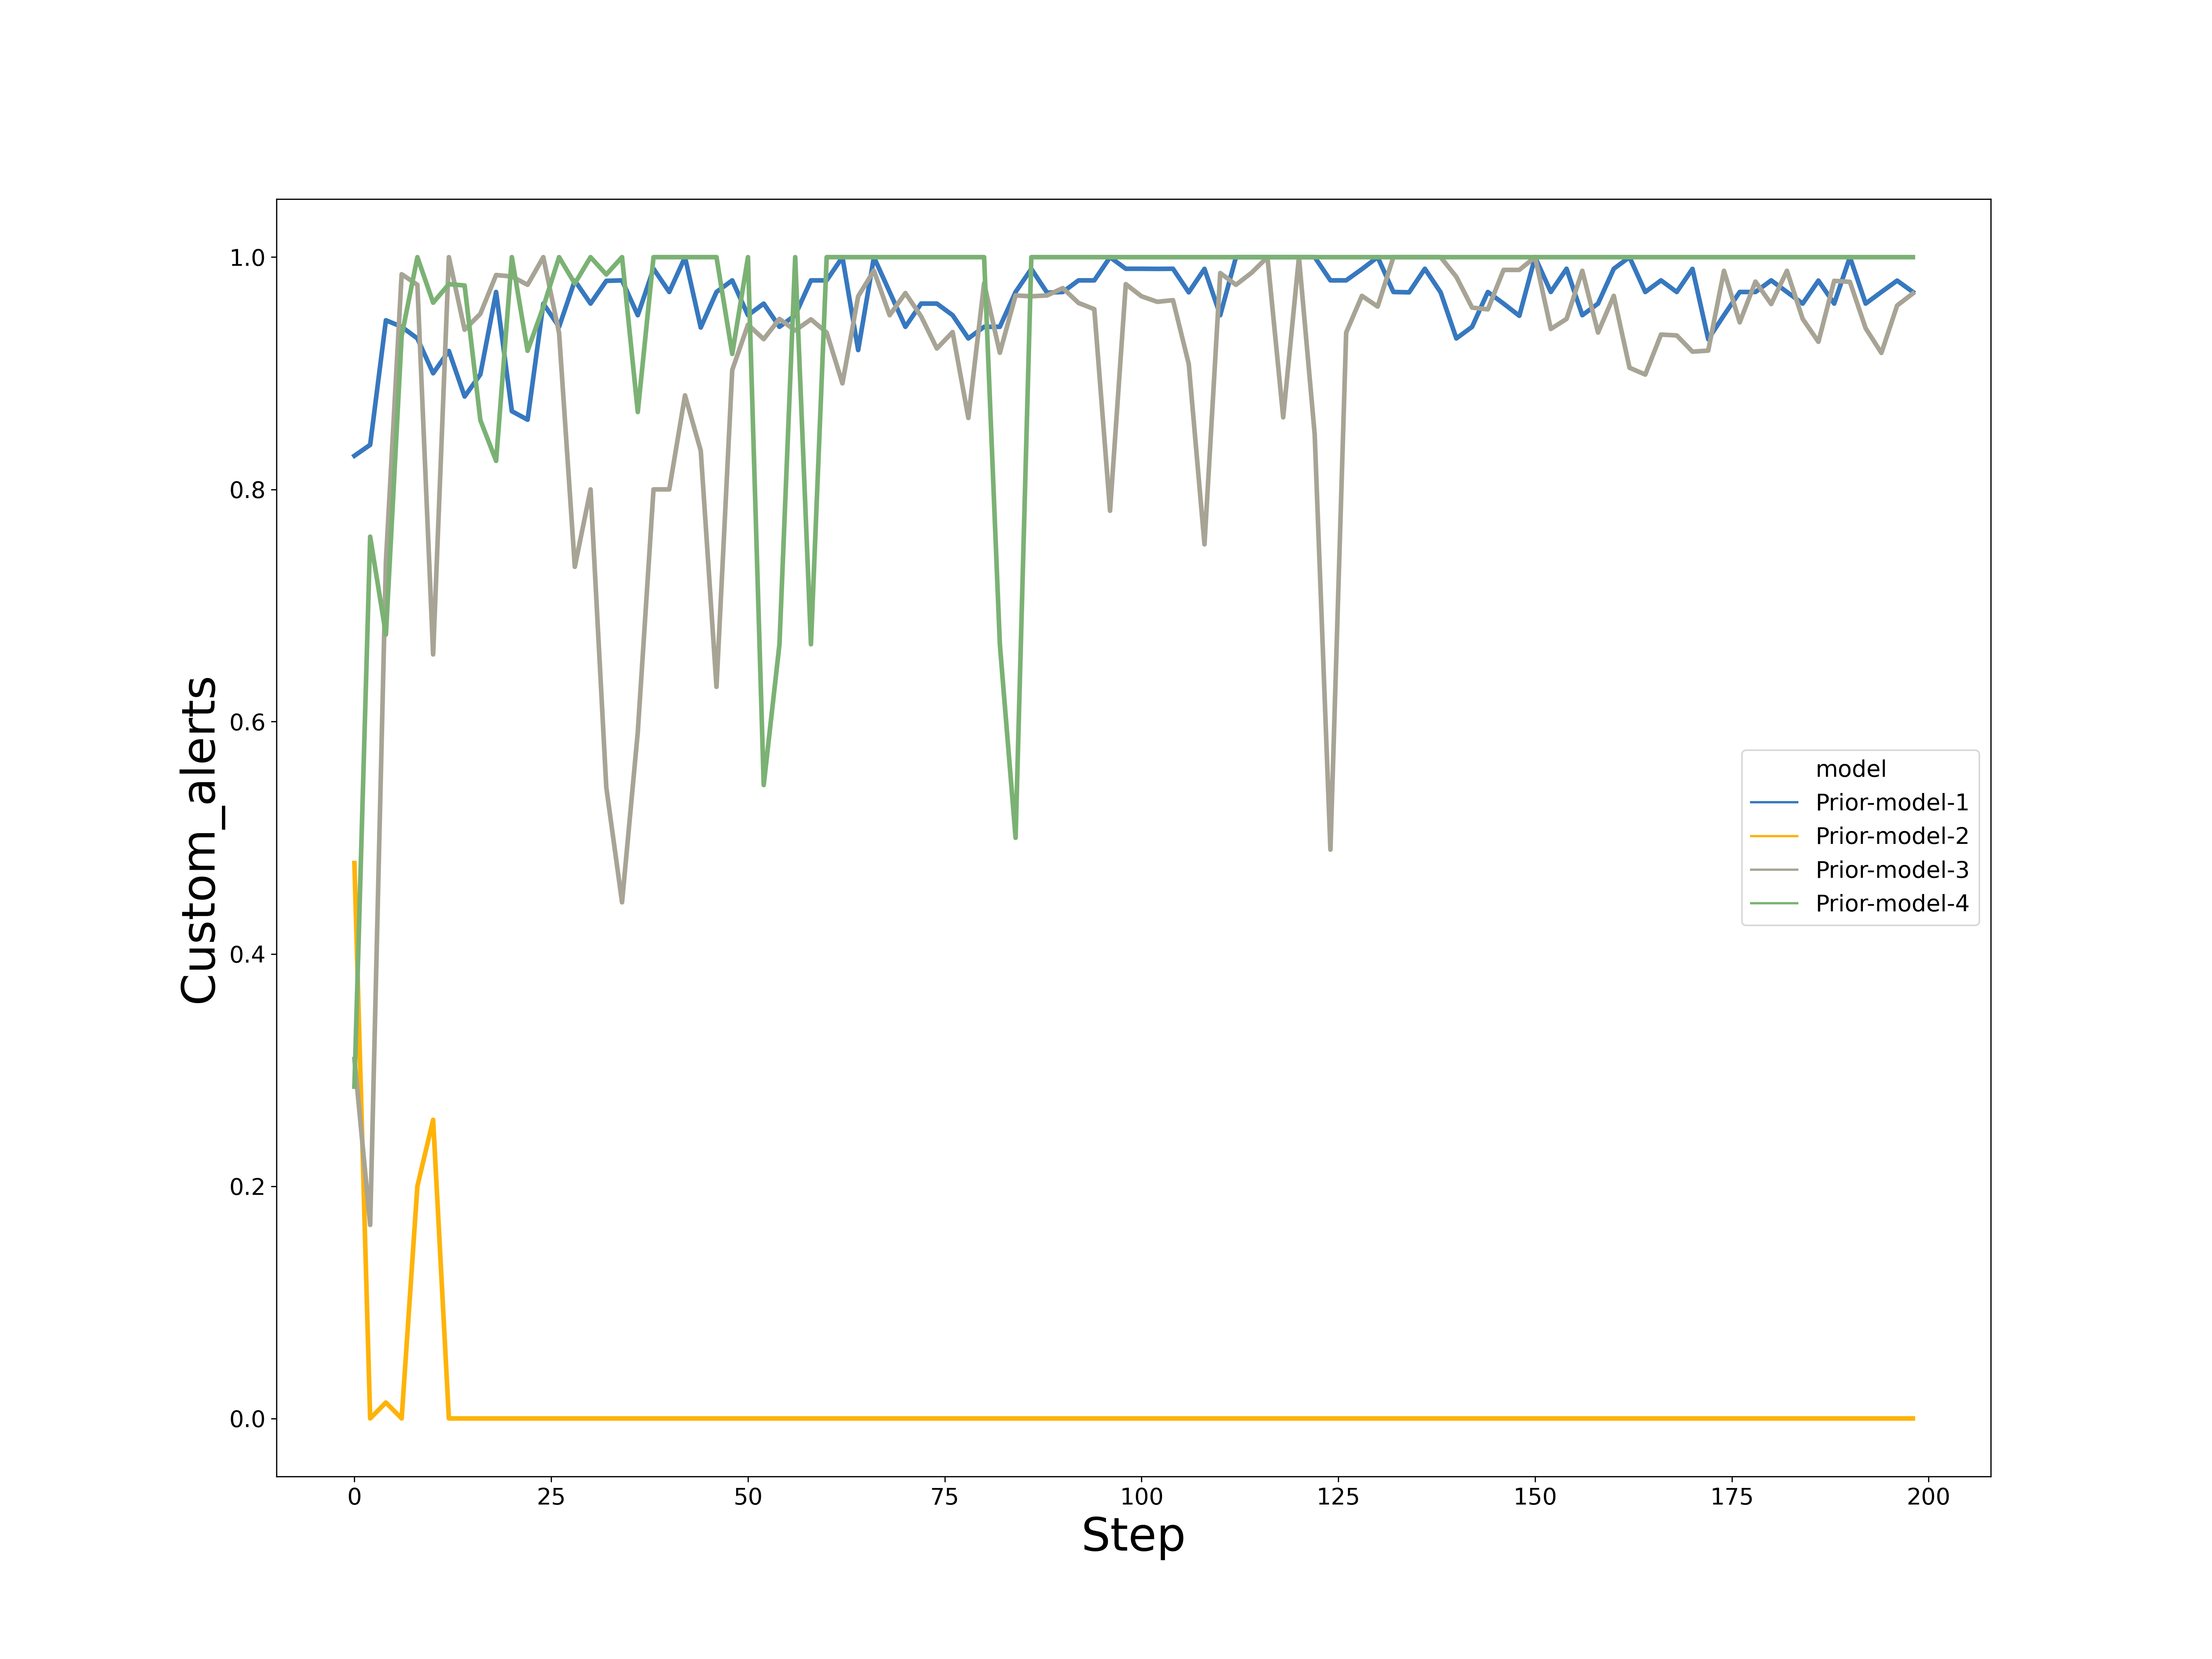 Custom_alerts
1.0
0.8
0.6
0.4
0.2
0.0
model
Prior-model-1
Prior-model-2
Prior-model-3
Prior-model-4
0 25 50 75 100 125 150 175 200
Step